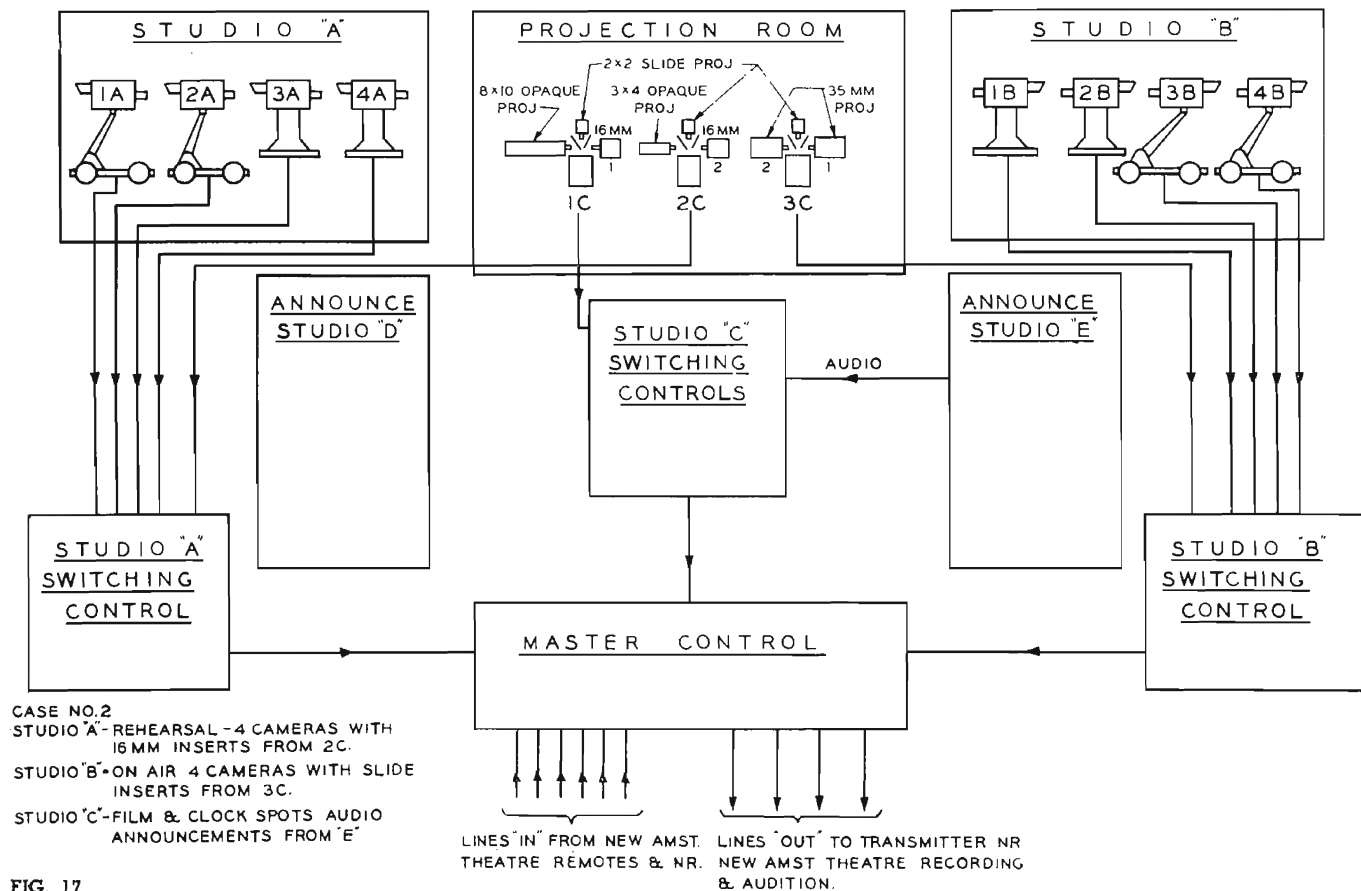 STUDIO "A"
1A 2A 3A 4A
PROJECTION ROOM
2×2 SLIDE PROJ
8×10 OPAQUE
PROJ
3×4 OPAQUE
PROJ
35 MM
PROJ
16 MM
1
16 MM
2
2
1
1C 2C 3C
STUDIO "B"
1B 2B 3B 4B
ANNOUNCE
STUDIO "D"
STUDIO "C"
SWITCHING
CONTROLS
AUDIO
ANNOUNCE
STUDIO "E"
STUDIO "A"
SWITCHING
CONTROL
MASTER CONTROL
STUDIO "B"
SWITCHING
CONTROL
CASE NO.2
STUDIO "A"-REHEARSAL-4 CAMERAS WITH
16 MM INSERTS FROM 2C.
STUDIO "B"-ON AIR 4 CAMERAS WITH SLIDE
INSERTS FROM 3C.
STUDIO "C"-FILM & CLOCK SPOTS AUDIO
ANNOUNCEMENTS FROM "E"
LINES "IN" FROM NEW AMST.
THEATRE REMOTES & NR.
LINES "OUT" TO TRANSMITTER NR
NEW AMST THEATRE RECORDING
& AUDITION.
FIG. 17